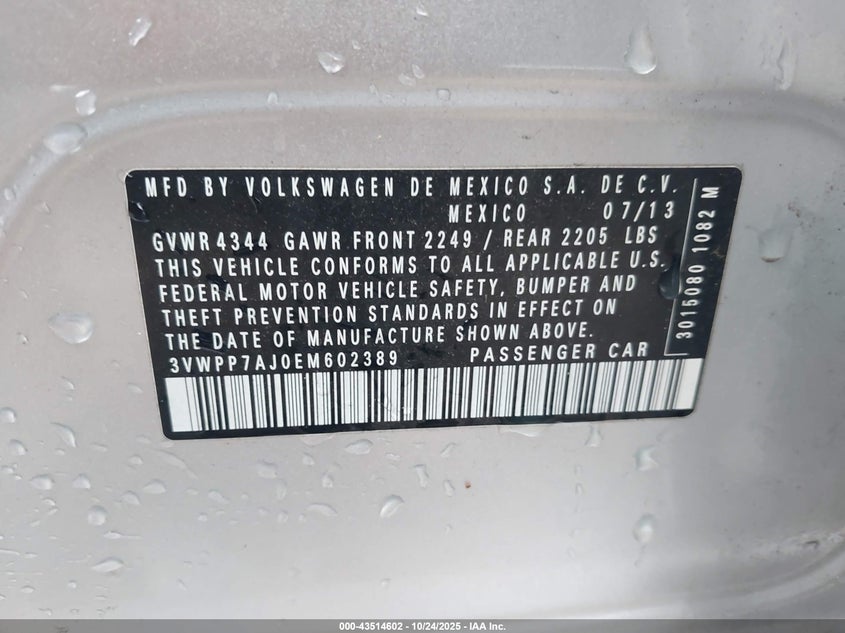 MFD BY VOLKSWAGEN DE MEXICO S.A. DE C.V.
MEXICO 07/13
GVWR 4344 GAWR FRONT 2249 / REAR 2205 LBS
THIS VEHICLE CONFORMS TO ALL APPLICABLE U.S.
FEDERAL MOTOR VEHICLE SAFETY, BUMPER AND
THEFT PREVENTION STANDARDS IN EFFECT ON
THE DATE OF MANUFACTURE SHOWN ABOVE.
3VWPP7AJ0EM602389 PASSENGER CAR
3015080 1082 M
000-43514602 - 10/24/2025 - IAA Inc.